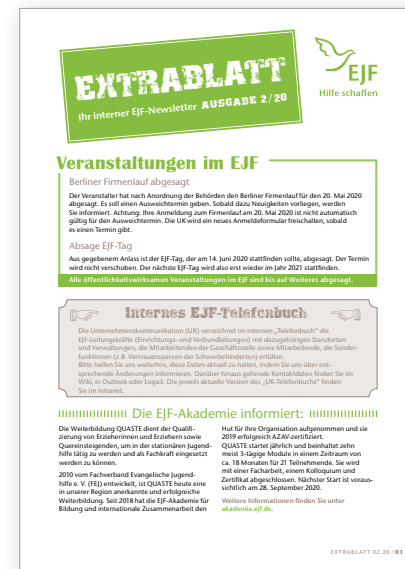 EXTRABLATT
Ihr interner EJF-Newsletter AUSGABE 2/20
EJF
Hilfe schaffen
Veranstaltungen im EJF
Berliner Firmenlauf abgesagt
Der Veranstalter hat nach Anordnung der Behörden den Berliner Firmenlauf für den 20. Mai 2020
abgesagt. Es soll einen Ausweichtermin geben. Sobald dazu Neuigkeiten vorliegen, werden
Sie informiert. Achtung: Ihre Anmeldung zum Firmenlauf am 20. Mai 2020 ist nicht automatisch
gültig für den Ausweichtermin. Die UK wird ein neues Anmeldeformular freischalten, sobald
es einen Termin gibt.
Absage EJF-Tag
Aus gegebenem Anlass ist der EJF-Tag, der am 14. Juni 2020 stattfinden sollte, abgesagt. Der Termin
wird nicht verschoben. Der nächste EJF-Tag wird also erst wieder im Jahr 2021 stattfinden.
Alle öffentlichkeitswirksamen Veranstaltungen im EJF sind bis auf Weiteres abgesagt.
Internes EJF-Telefonbuch
Die Unternehmenskommunikation (UK) verzeichnet im internen „Telefonbuch" die
EJF-Leitungskräfte (Einrichtungs- und Verbundleitungen) mit dazugehörigen Standorten
und Verwaltungen, die Mitarbeitenden der Geschäftsstelle sowie Mitarbeitende, die Sonder-
funktionen (z.B. Vertrauensperson der Schwerbehinderten) erfüllen.
Bitte helfen Sie uns weiterhin, diese Daten aktuell zu halten, indem Sie uns über ent-
sprechende Änderungen informieren. Darüber hinaus gehende Kontaktdaten finden Sie im
Wiki, in Outlook oder Loga3. Die jeweils aktuelle Version des „UK-Telefonbuchs" finden
Sie im Intranet.
Die EJF-Akademie informiert:
Die Weiterbildung QUASTE dient der Qualifi-
zierung von Erzieherinnen und Erziehern sowie
Quereinsteigenden, um in der stationären Jugend-
hilfe tätig zu werden und als Fachkraft eingesetzt
werden zu können.
2010 vom Fachverband Evangelische Jugend-
hilfe e. V. (FEJ) entwickelt, ist QUASTE heute eine
in unserer Region anerkannte und erfolgreiche
Weiterbildung. Seit 2018 hat die EJF-Akademie für
Bildung und internationale Zusammenarbeit den
Hut für ihre Organisation aufgenommen und sie
2019 erfolgreich AZAV-zertifiziert.
QUASTE startet jährlich und beinhaltet zehn
meist 3-tägige Module in einem Zeitraum von
ca. 18 Monaten für 21 Teilnehmende. Sie wird
mit einer Facharbeit, einem Kolloquium und
Zertifikat abgeschlossen. Nächster Start ist voraus-
sichtlich am 28. September 2020.
Weitere Informationen finden Sie unter
akademie.ejf.de.
EXTRABLATT 02.20 / 01